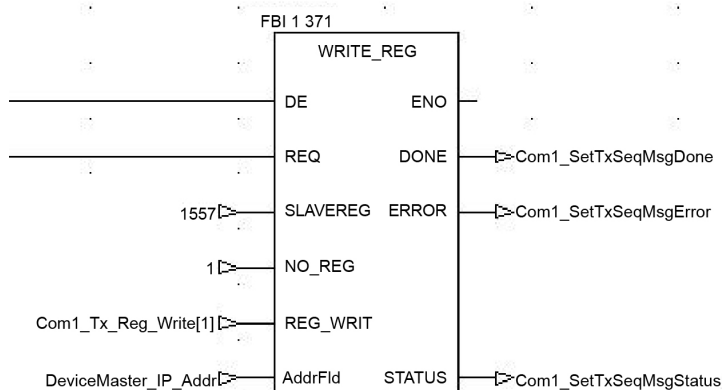 FBI 1 371
WRITE_REG
DE ENO
REQ DONE Com1_SetTxSeqMsgDone
1557 SLAVEREG ERROR Com1_SetTxSeqMsgError
1 NO_REG
Com1_Tx_Reg_Write[1] REG_WRIT
DeviceMaster_IP_Addr AddrFld STATUS Com1_SetTxSeqMsgStatus